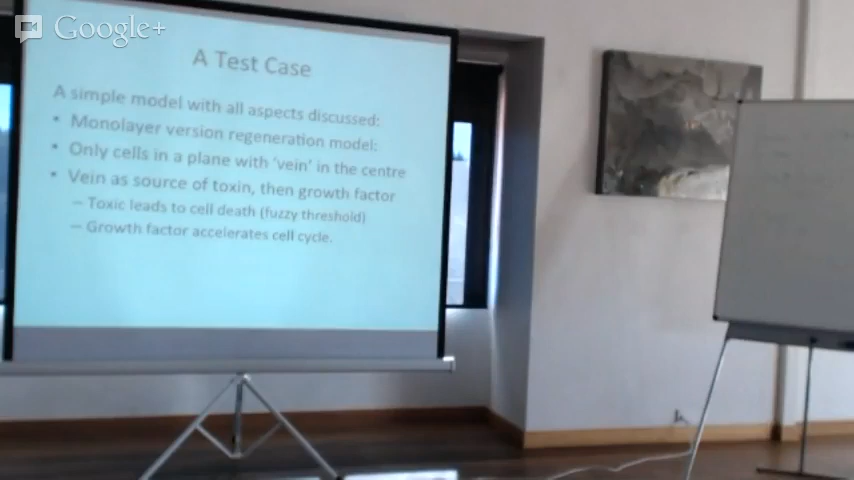 Google+
A Test Case
A simple model with all aspects discussed:
• Monolayer version regeneration model:
• Only cells in a plane with 'vein' in the centre
• Vein as source of toxin, then growth factor
– Toxic leads to cell death (fuzzy threshold)
– Growth factor accelerates cell cycle.